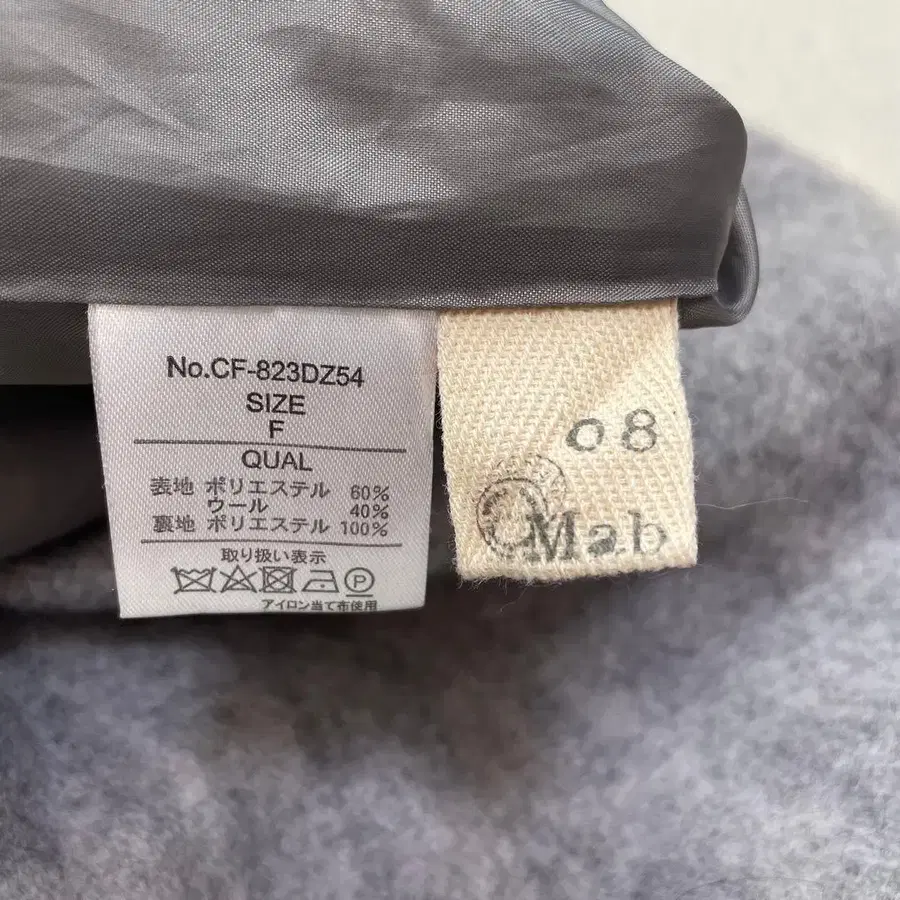 No.CF-823DZ54
SIZE
F
QUAL
表地 ポリエステル 60%
ウール 40%
裏地 ポリエステル 100%
取り扱い表示
P
アイロン当て布使用
08
Mab